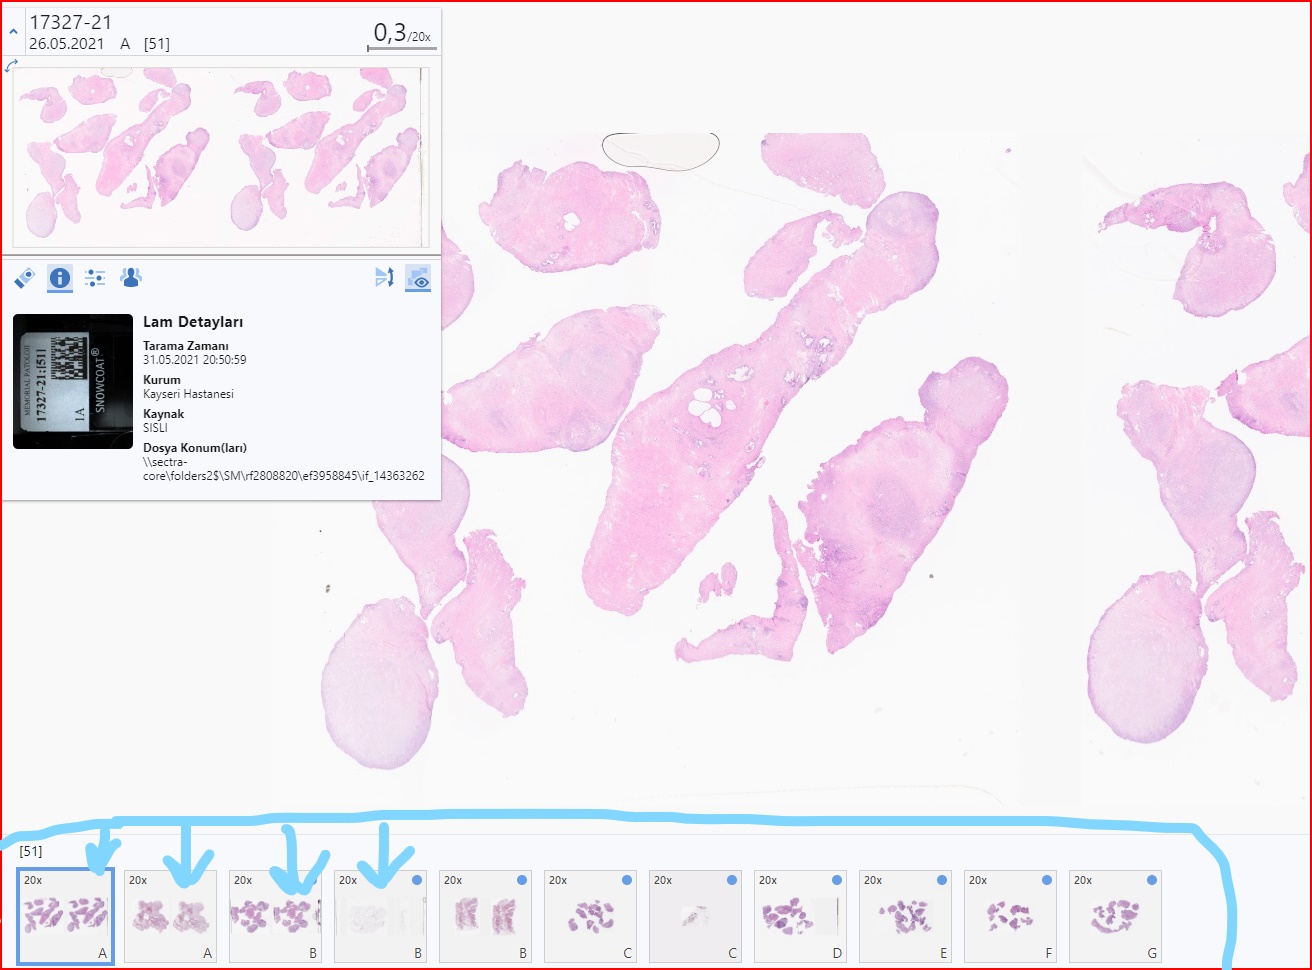 17327-21
26.05.2021 A [51]
0,3/20x
Lam Detayları
Tarama Zamanı
31.05.2021 20:50:59
Kurum
Kayseri Hastanesi
Kaynak
SISLI
Dosya Konum(ları)
\\sectra-
core\folders2$\SM\rf2808820\ef3958845\if_14363262
MEMORIAL PATOLOJI
17327-21:[51]
1A
SNOWCOAT®
[51]
20x 20x 20x 20x 20x 20x 20x 20x 20x 20x 20x
A A B B B C C D E F G